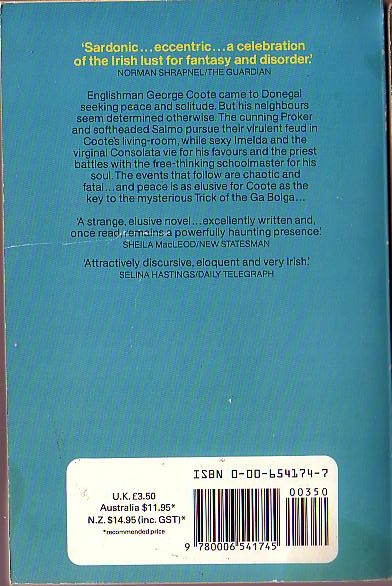 ‘Sardonic...eccentric...a celebration
of the Irish lust for fantasy and disorder.’
NORMAN SHRAPNEL/THE GUARDIAN
Englishman George Coote came to Donegal
seeking peace and solitude. But his neighbours
seem determined otherwise. The cunning Proker
and softheaded Salmo pursue their virulent feud in
Coote's living-room, while sexy Imelda and the
virginal Consolata vie for his favours and the priest
battles with the free-thinking schoolmaster for his
soul. The events that follow are chaotic and
fatal...and peace is as elusive for Coote as the
key to the mysterious Trick of the Ga Bolga...
‘A strange, elusive novel...excellently written and,
once read, remains a powerfully haunting presence.’
SHEILA MacLEOD/NEW STATESMAN
‘Attractively discursive, eloquent and very Irish.’
SELINA HASTINGS/DAILY TELEGRAPH
ISBN 0-00-654174-7
U.K. £3.50
Australia $11.95*
N.Z. $14.95 (inc. GST)*
*recommended price
00350
9 780006 541745